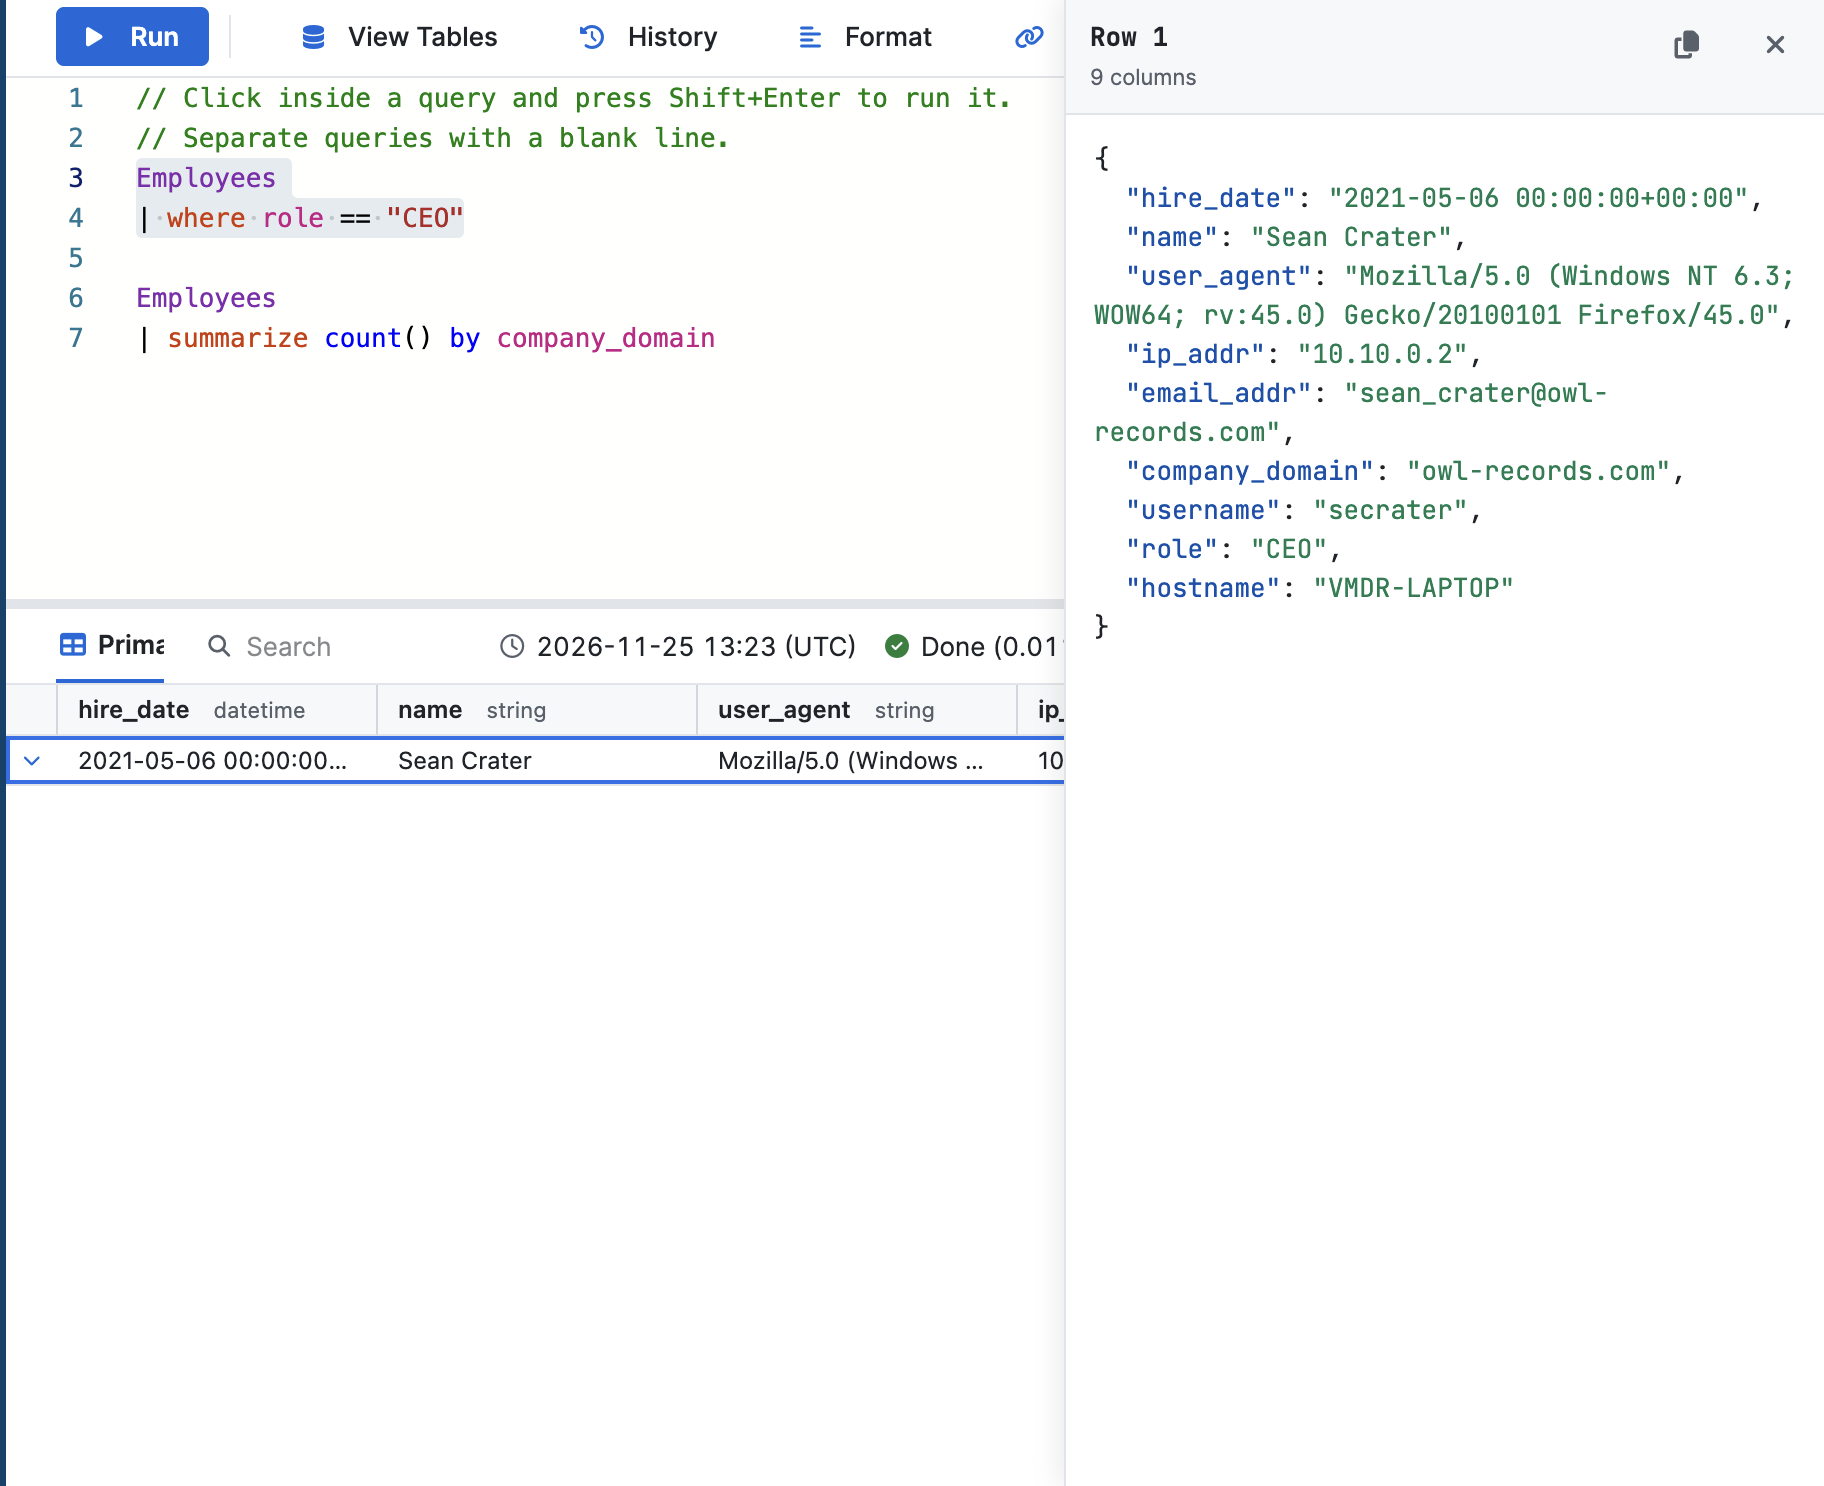 Run View Tables History Format
1 // Click inside a query and press Shift+Enter to run it.
2 // Separate queries with a blank line.
3 Employees
4 | where role == "CEO"
5
6 Employees
7 | summarize count() by company_domain
Search 2026-11-25 13:23 (UTC) Done (0.01
hire_date datetime name string user_agent string ip_
2021-05-06 00:00:00... Sean Crater Mozilla/5.0 (Windows ... 10
Row 1
9 columns
{
"hire_date": "2021-05-06 00:00:00+00:00",
"name": "Sean Crater",
"user_agent": "Mozilla/5.0 (Windows NT 6.3;
WOW64; rv:45.0) Gecko/20100101 Firefox/45.0",
"ip_addr": "10.10.0.2",
"email_addr": "sean_crater@owl-
records.com",
"company_domain": "owl-records.com",
"username": "secrater",
"role": "CEO",
"hostname": "VMDR-LAPTOP"
}